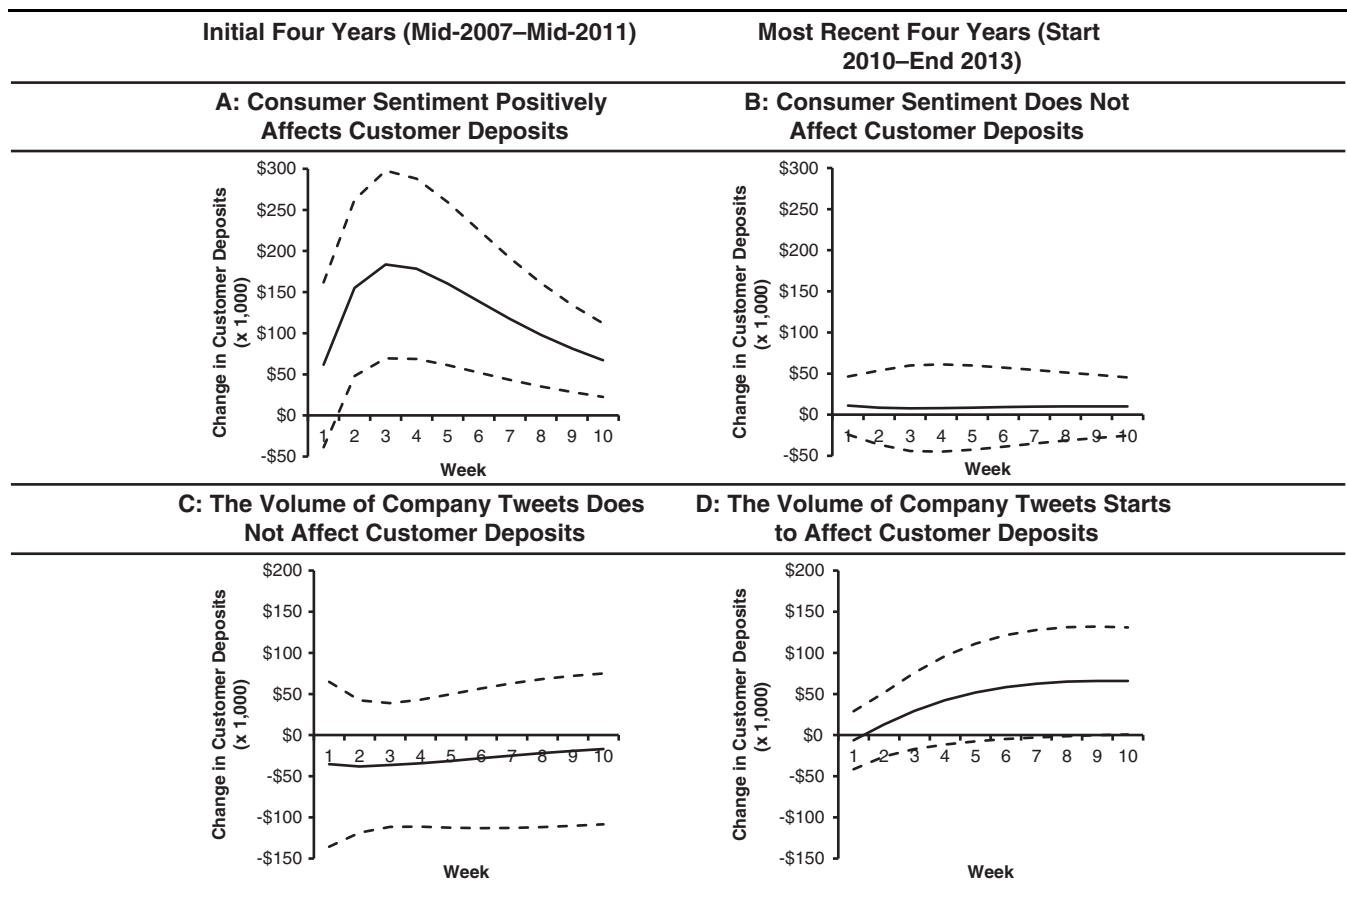 Initial Four Years (Mid-2007–Mid-2011)
Most Recent Four Years (Start
2010–End 2013)
A: Consumer Sentiment Positively
Affects Customer Deposits
B: Consumer Sentiment Does Not
Affect Customer Deposits
Change in Customer Deposits
(x 1,000)
$300
$250
$200
$150
$100
$50
$0
-$50
1 2 3 4 5 6 7 8 9 10
Week
Change in Customer Deposits
(x 1,000)
$300
$250
$200
$150
$100
$50
$0
-$50
1 2 3 4 5 6 7 8 9 10
Week
C: The Volume of Company Tweets Does
Not Affect Customer Deposits
D: The Volume of Company Tweets Starts
to Affect Customer Deposits
Change in Customer Deposits
(x 1,000)
$200
$150
$100
$50
$0
-$50
-$100
-$150
1 2 3 4 5 6 7 8 9 10
Week
Change in Customer Deposits
(x 1,000)
$200
$150
$100
$50
$0
-$50
-$100
-$150
1 2 3 4 5 6 7 8 9 10
Week